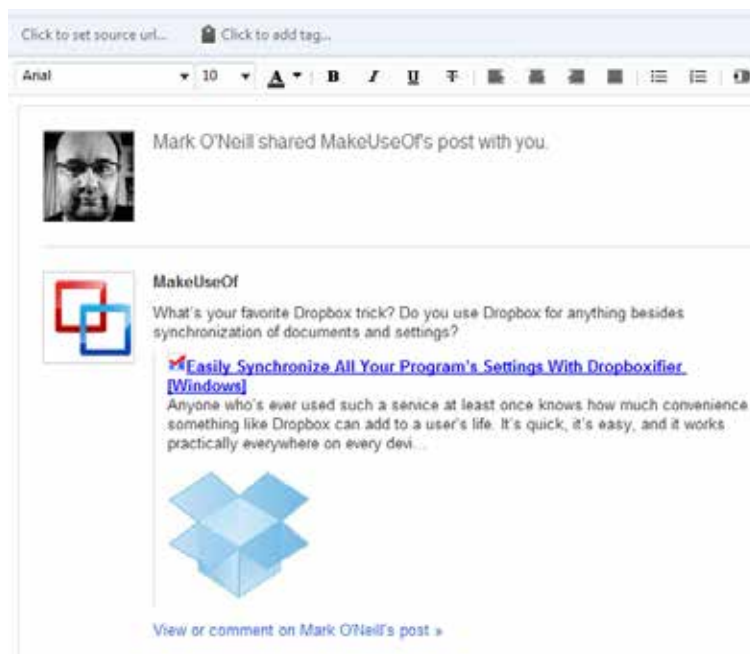 Click to set source url... Click to add tag...
Arial 10 A B I U T
Mark O'Neill shared MakeUseOf's post with you.
MakeUseOf
What's your favorite Dropbox trick? Do you use Dropbox for anything besides
synchronization of documents and settings?
Easily Synchronize All Your Program's Settings With Dropboxifier
[Windows]
Anyone who's ever used such a service at least once knows how much convenience
something like Dropbox can add to a user's life. It's quick, it's easy, and it works
practically everywhere on every devi...
View or comment on Mark O'Neill's post »